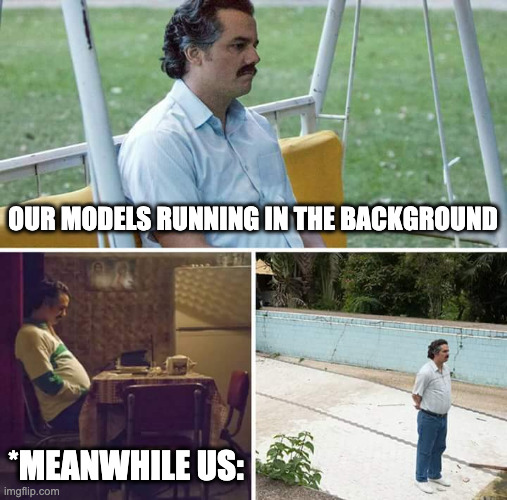 OUR MODELS RUNNING IN THE BACKGROUND
*MEANWHILE US:
imgflip.com